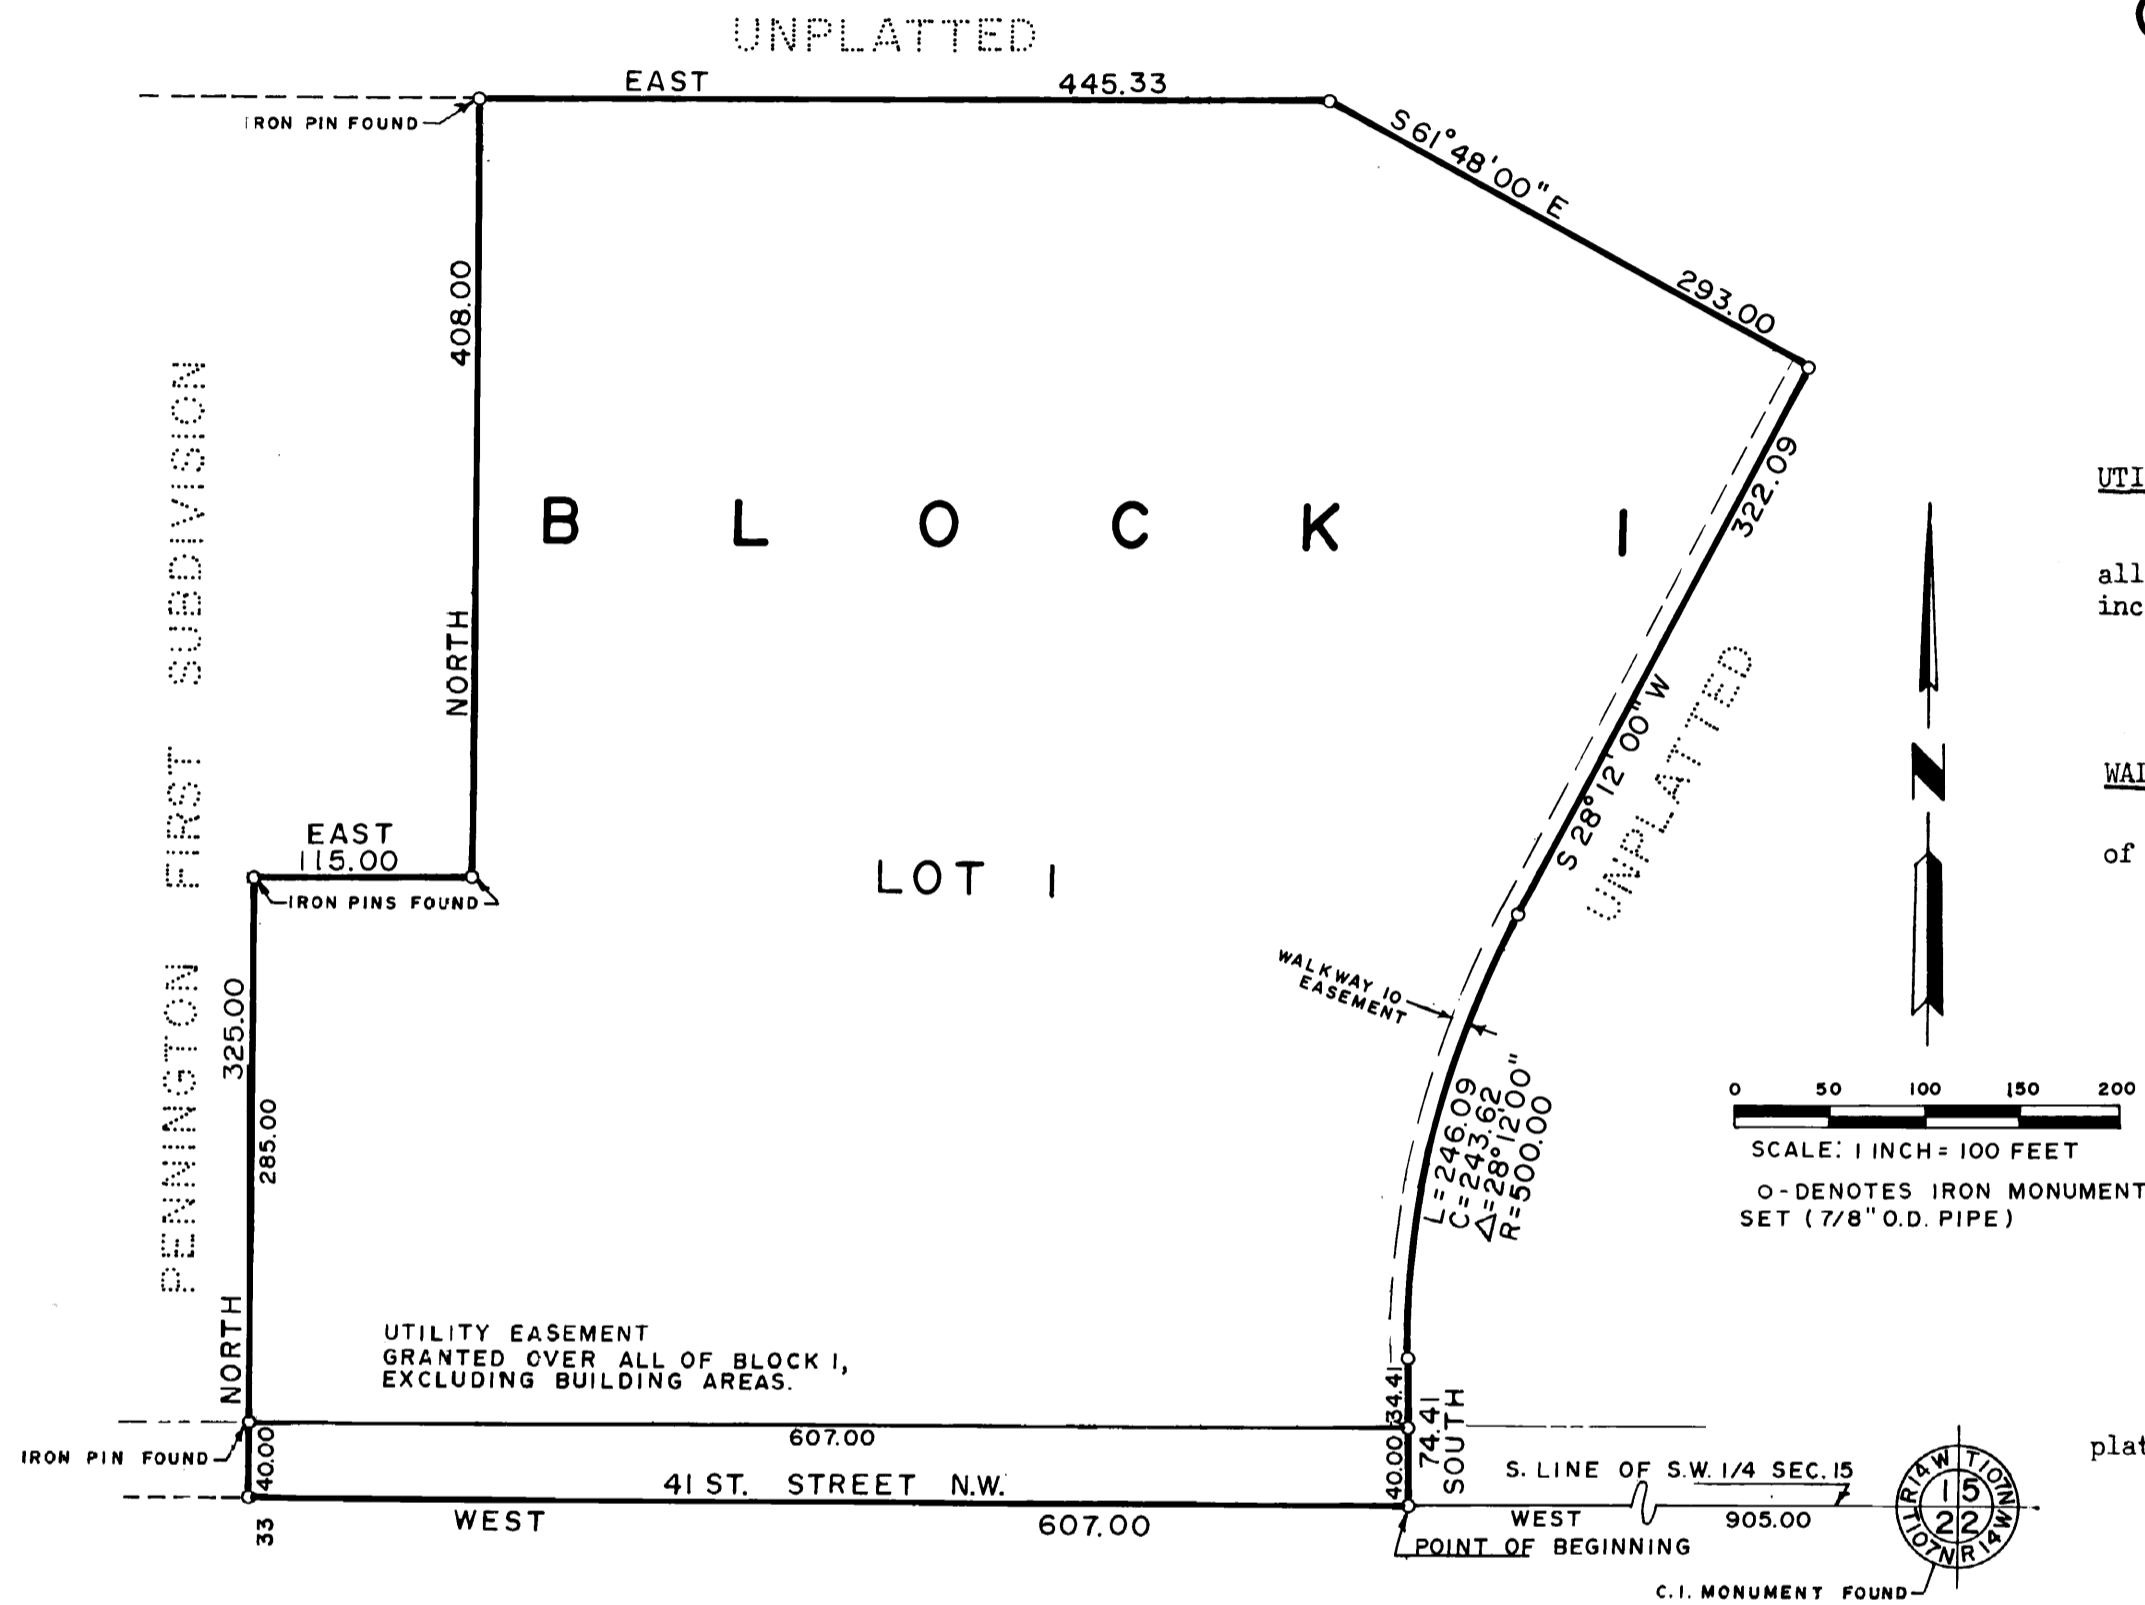 UNPLATTED
EAST 445.33
IRON PIN FOUND
S 61° 48' 00" E
293.00
408.00
NORTH
322.09
S 28° 12' 00" W
UNPLATTED
BLOCK 1
LOT 1
PENNINGTON FIRST SUBDIVISION
EAST
115.00
IRON PINS FOUND
325.00
285.00
NORTH
WALKWAY 10
EASEMENT
L=246.09
C=243.62
Δ=28°12'00"
R=500.00
UTILITY EASEMENT
GRANTED OVER ALL OF BLOCK 1,
EXCLUDING BUILDING AREAS.
34.41
74.41
SOUTH
40.00
607.00
IRON PIN FOUND
40.00
41 ST. STREET N.W.
WEST 607.00
33
S. LINE OF S.W. 1/4 SEC. 15
WEST 905.00
POINT OF BEGINNING
R14W T107N
15
22
T107N R14W
C.I. MONUMENT FOUND
N
0 50 100 150 200
SCALE: 1 INCH = 100 FEET
O-DENOTES IRON MONUMENT
SET (7/8" O.D. PIPE)
UTI
all
inc
WAL
of
plat